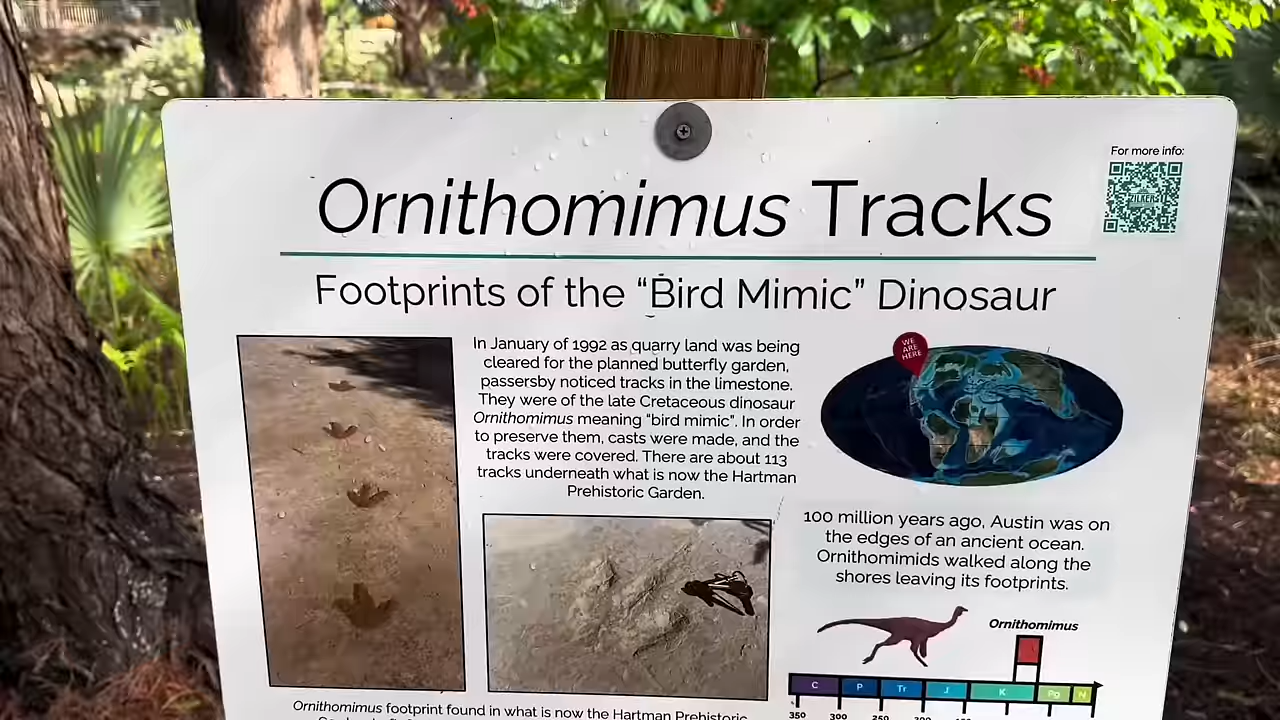 For more info:
ZILKER
Ornithomimus Tracks
Footprints of the “Bird Mimic” Dinosaur
In January of 1992 as quarry land was being
cleared for the planned butterfly garden,
passersby noticed tracks in the limestone.
They were of the late Cretaceous dinosaur
Ornithomimus meaning “bird mimic”. In order
to preserve them, casts were made, and the
tracks were covered. There are about 113
tracks underneath what is now the Hartman
Prehistoric Garden.
WE
ARE
HERE
100 million years ago, Austin was on
the edges of an ancient ocean.
Ornithomimids walked along the
shores leaving its footprints.
Ornithomimus
C P Tr J K Pg N
350 300 250
Ornithomimus footprint found in what is now the Hartman Prehistoric